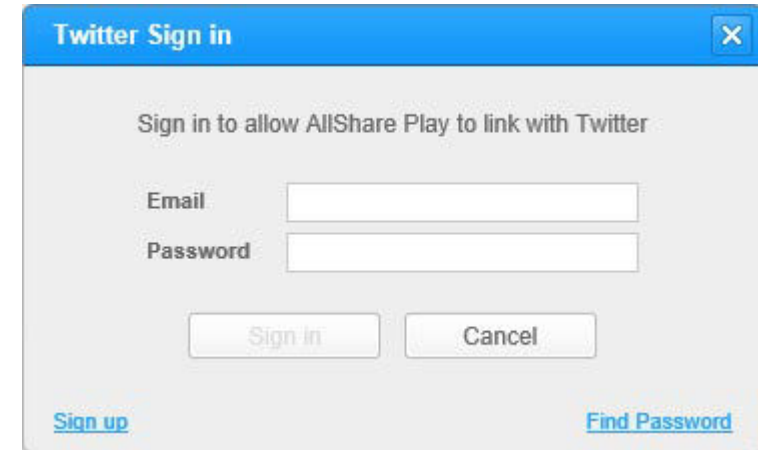 Twitter Sign in
Sign in to allow AllShare Play to link with Twitter
Email
Password
Sign in Cancel
Sign up Find Password